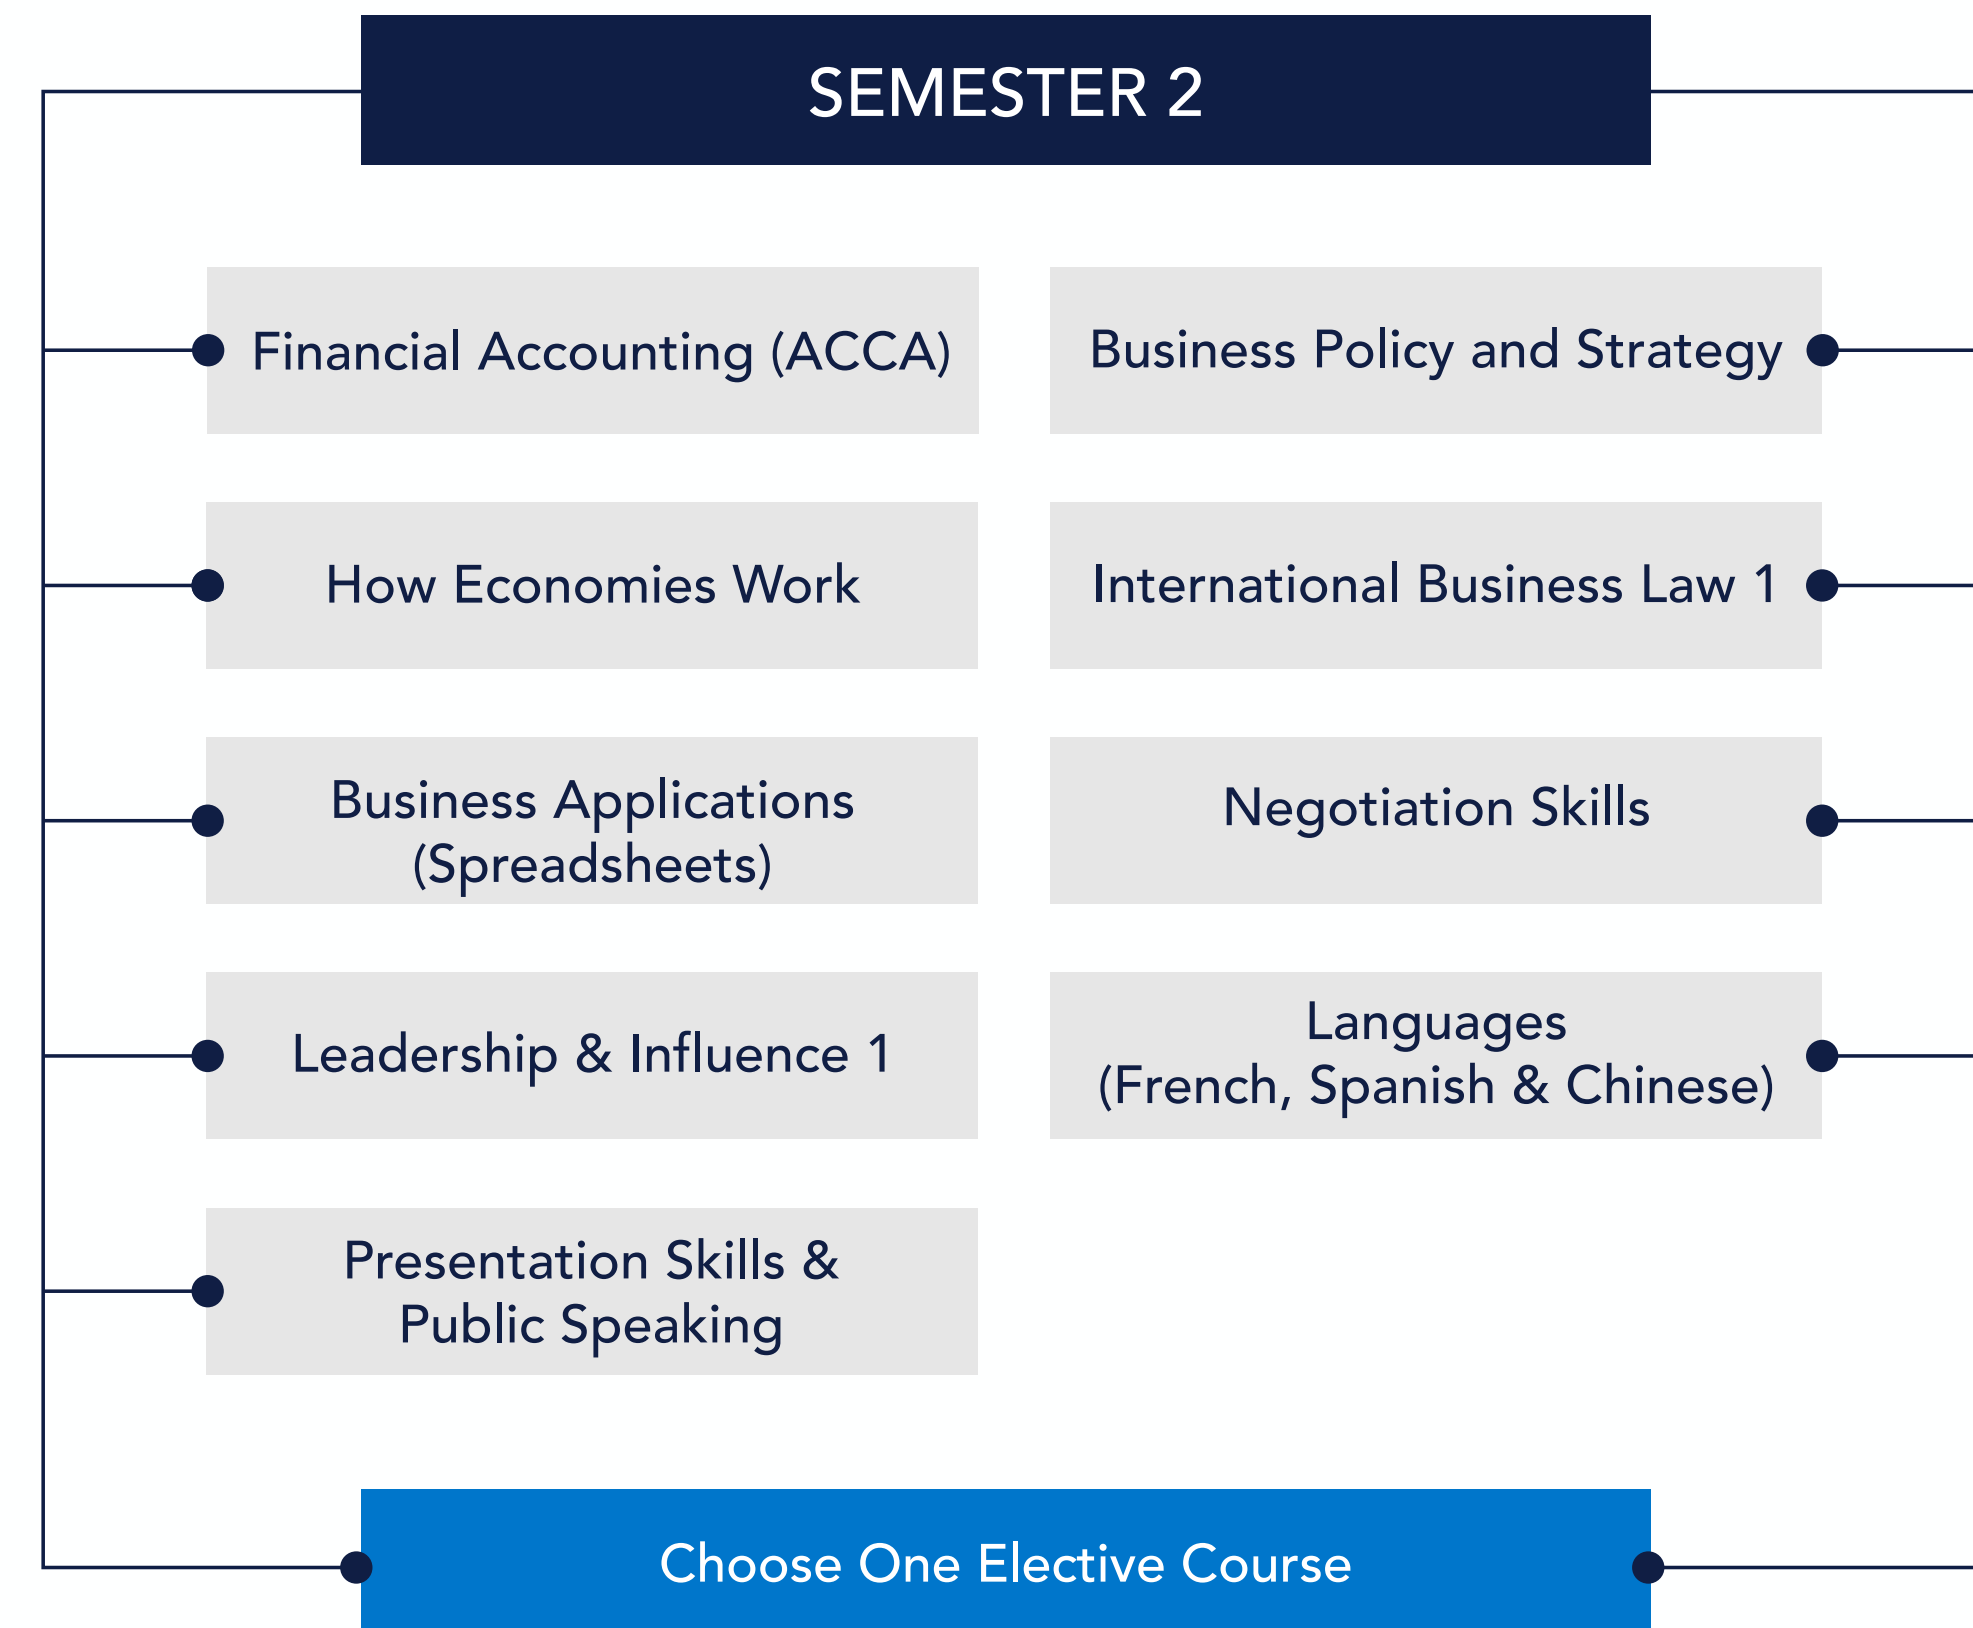 SEMESTER 2
Financial Accounting (ACCA)
Business Policy and Strategy
How Economies Work
International Business Law 1
Business Applications
(Spreadsheets)
Negotiation Skills
Leadership & Influence 1
Languages
(French, Spanish & Chinese)
Presentation Skills &
Public Speaking
Choose One Elective Course